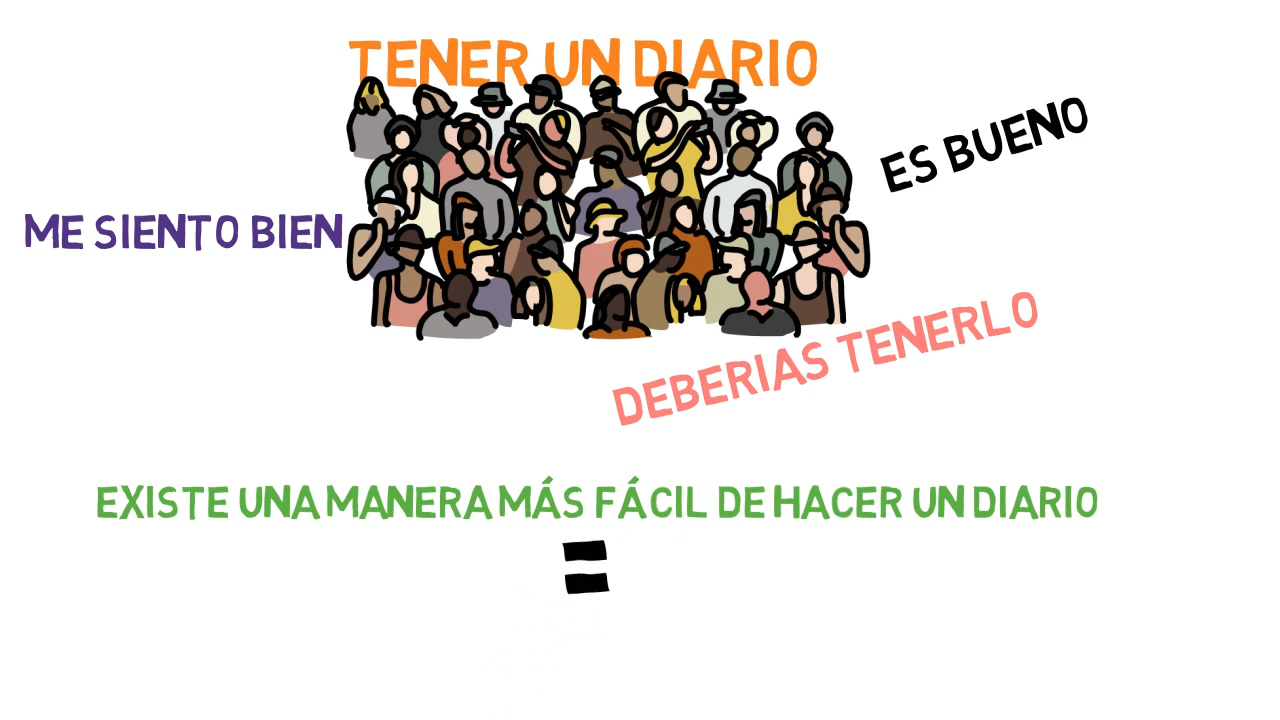 TENER UN DIARIO
ES BUENO
ME SIENTO BIEN
DEBERIAS TENERLO
EXISTE UNA MANERA MÁS FÁCIL DE HACER UN DIARIO
=